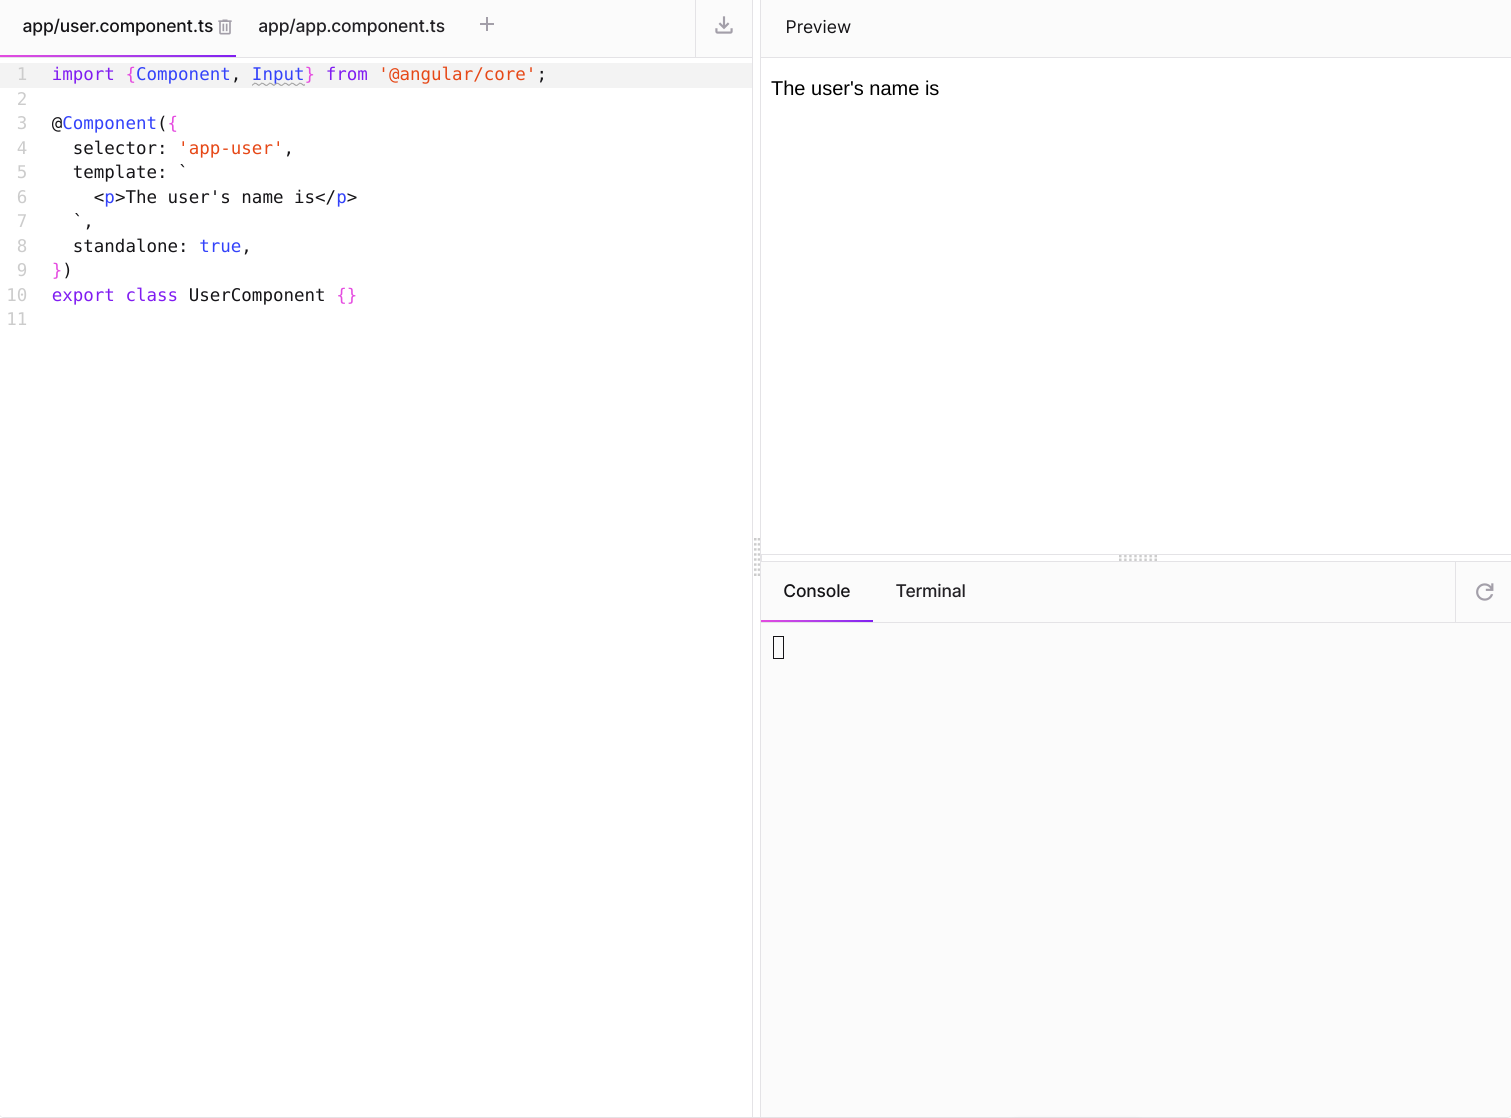 app/user.component.ts app/app.component.ts
1 import {Component, Input} from '@angular/core';
2
3 @Component({
4   selector: 'app-user',
5   template: `
6     <p>The user's name is</p>
7   `,
8   standalone: true,
9 })
10 export class UserComponent {}
11
Preview
The user's name is
Console Terminal